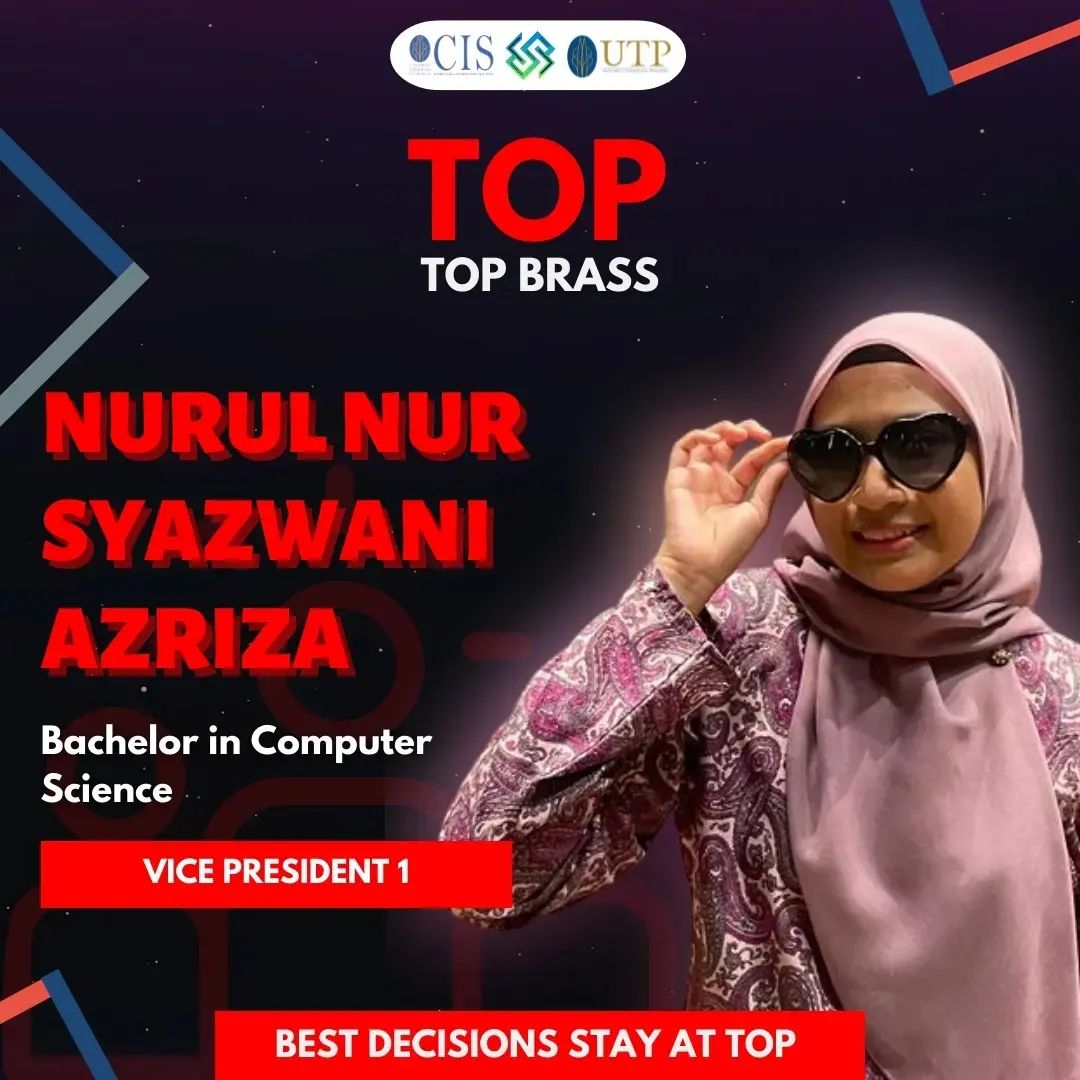 CIS
UTP
TOP
TOP BRASS
NURUL NUR
SYAZWANI
AZRIZA
Bachelor in Computer
Science
VICE PRESIDENT 1
BEST DECISIONS STAY AT TOP